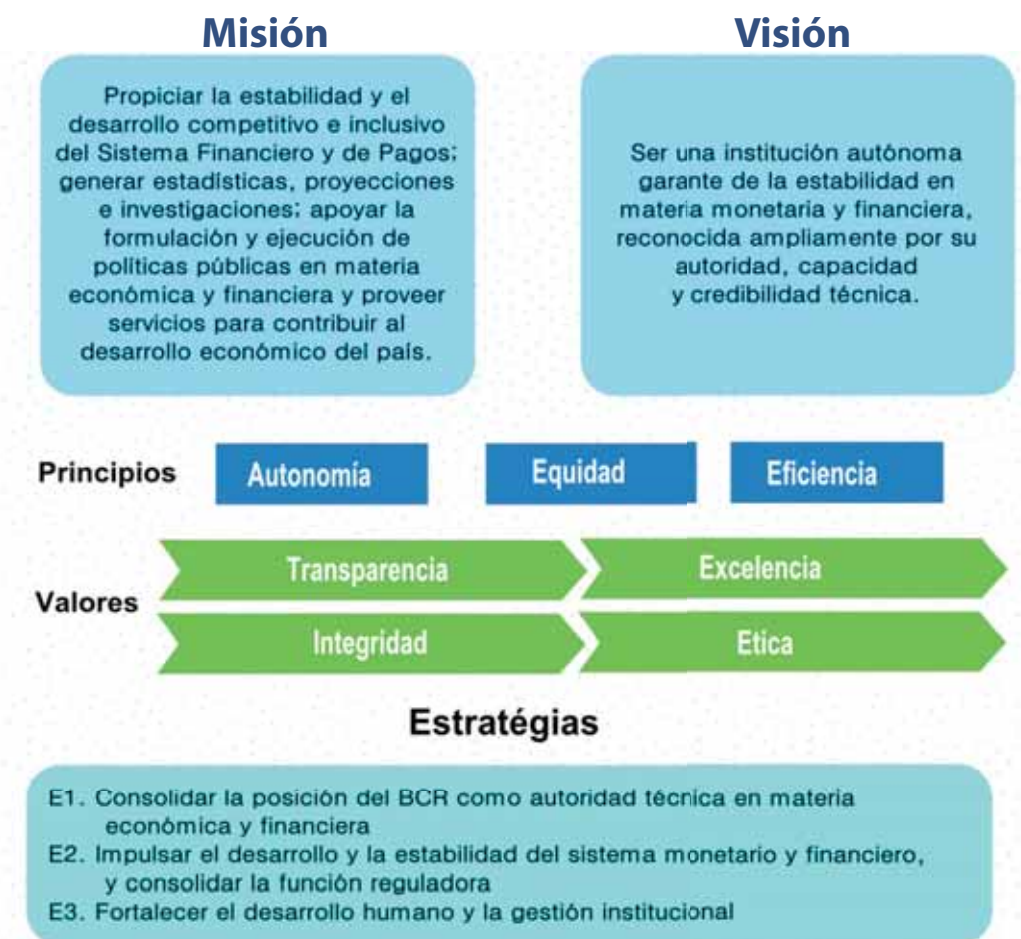 Misión
Propiciar la estabilidad y el
desarrollo competitivo e inclusivo
del Sistema Financiero y de Pagos;
generar estadísticas, proyecciones
e investigaciones; apoyar la
formulación y ejecución de
políticas públicas en materia
económica y financiera y proveer
servicios para contribuir al
desarrollo económico del país.
Visión
Ser una institución autónoma
garante de la estabilidad en
materia monetaria y financiera,
reconocida ampliamente por su
autoridad, capacidad
y credibilidad técnica.
Principios
Autonomía
Equidad
Eficiencia
Valores
Transparencia
Excelencia
Integridad
Etica
Estratégias
E1. Consolidar la posición del BCR como autoridad técnica en materia
económica y financiera
E2. Impulsar el desarrollo y la estabilidad del sistema monetario y financiero,
y consolidar la función reguladora
E3. Fortalecer el desarrollo humano y la gestión institucional